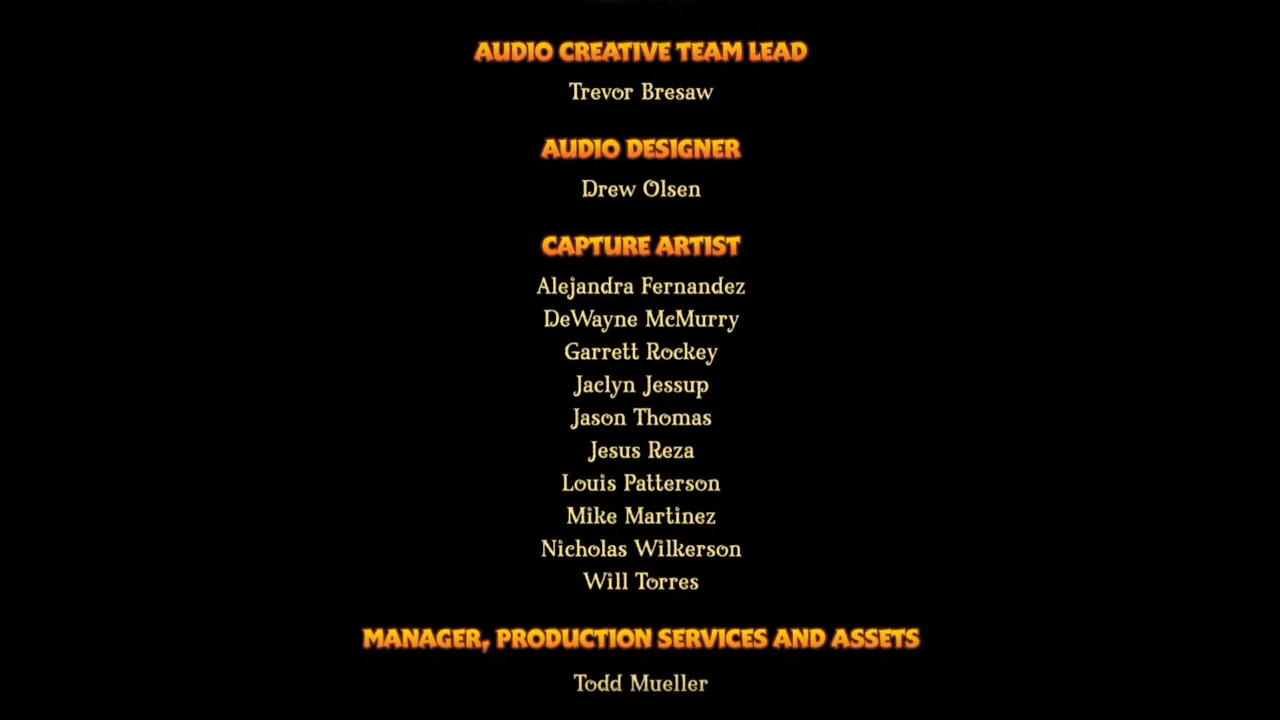 AUDIO CREATIVE TEAM LEAD
Trevor Bresaw
AUDIO DESIGNER
Drew Olsen
CAPTURE ARTIST
Alejandra Fernandez
DeWayne McMurry
Garrett Rockey
Jaclyn Jessup
Jason Thomas
Jesus Reza
Louis Patterson
Mike Martinez
Nicholas Wilkerson
Will Torres
MANAGER, PRODUCTION SERVICES AND ASSETS
Todd Mueller